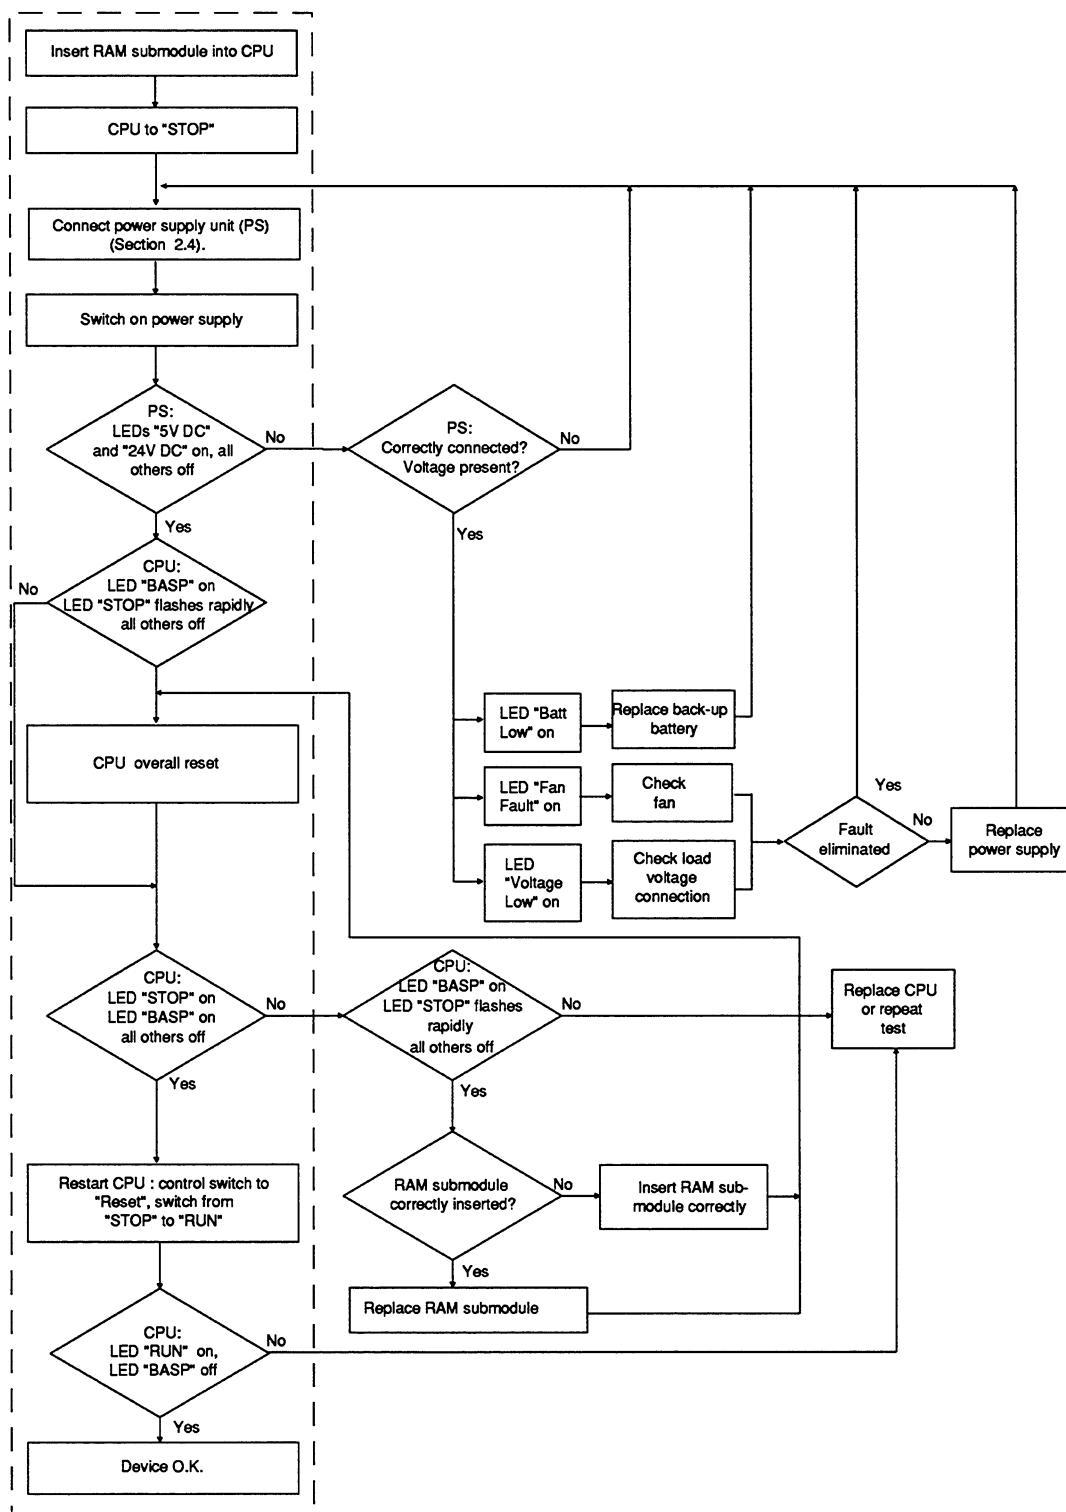 Insert RAM submodule into CPU
CPU to "STOP"
Connect power supply unit (PS)
(Section 2.4).
Switch on power supply
PS:
LEDs "5V DC"
and "24V DC" on, all
others off
No
PS:
Correctly connected?
Voltage present?
No
Yes
Yes
CPU:
LED "BASP" on
LED "STOP" flashes rapidly
all others off
No
LED "Batt
Low" on
Replace back-up
battery
CPU overall reset
LED "Fan
Fault" on
Check
fan
Yes
Fault
eliminated
No
Replace
power supply
LED
"Voltage
Low" on
Check load
voltage
connection
CPU:
LED "STOP" on
LED "BASP" on
all others off
No
CPU:
LED "BASP" on
LED "STOP" flashes
rapidly
all others off
No
Replace CPU
or repeat
test
Yes
Yes
Restart CPU : control switch to
"Reset", switch from
"STOP" to "RUN"
RAM submodule
correctly inserted?
No
Insert RAM sub-
module correctly
Yes
Replace RAM submodule
CPU:
LED "RUN" on,
LED "BASP" off
No
Yes
Device O.K.